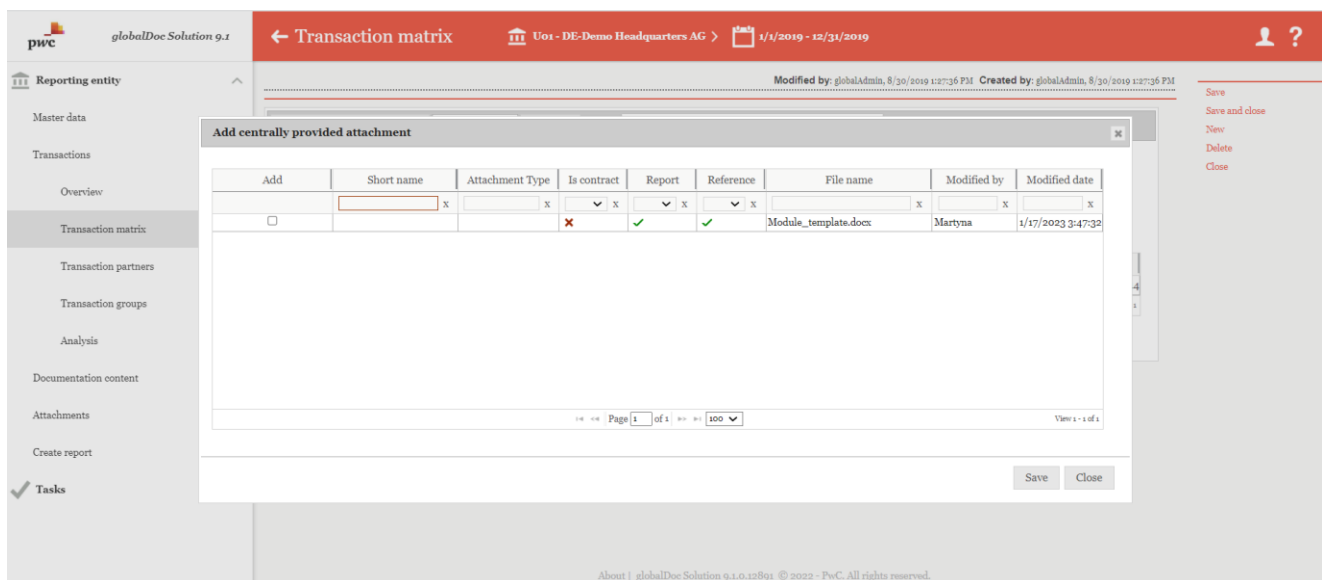 pwc
globalDoc Solution 9.1
← Transaction matrix
U01 - DE-Demo Headquarters AG >
1/1/2019 - 12/31/2019
?
Reporting entity
Master data
Transactions
Overview
Transaction matrix
Transaction partners
Transaction groups
Analysis
Documentation content
Attachments
Create report
Tasks
Modified by: globalAdmin, 8/30/2019 1:27:36 PM Created by: globalAdmin, 8/30/2019 1:27:36 PM
Save
Save and close
New
Delete
Close
Add centrally provided attachment
Add Short name Attachment Type Is contract Report Reference File name Modified by Modified date
x x x x x x x x
Module_template.docx Martyna 1/17/2023 3:47:32
Page 1 of 1 100 View 1 - 1 of 1
Save Close
4
1
About | globalDoc Solution 9.1.0.12891 © 2022 - PwC. All rights reserved.